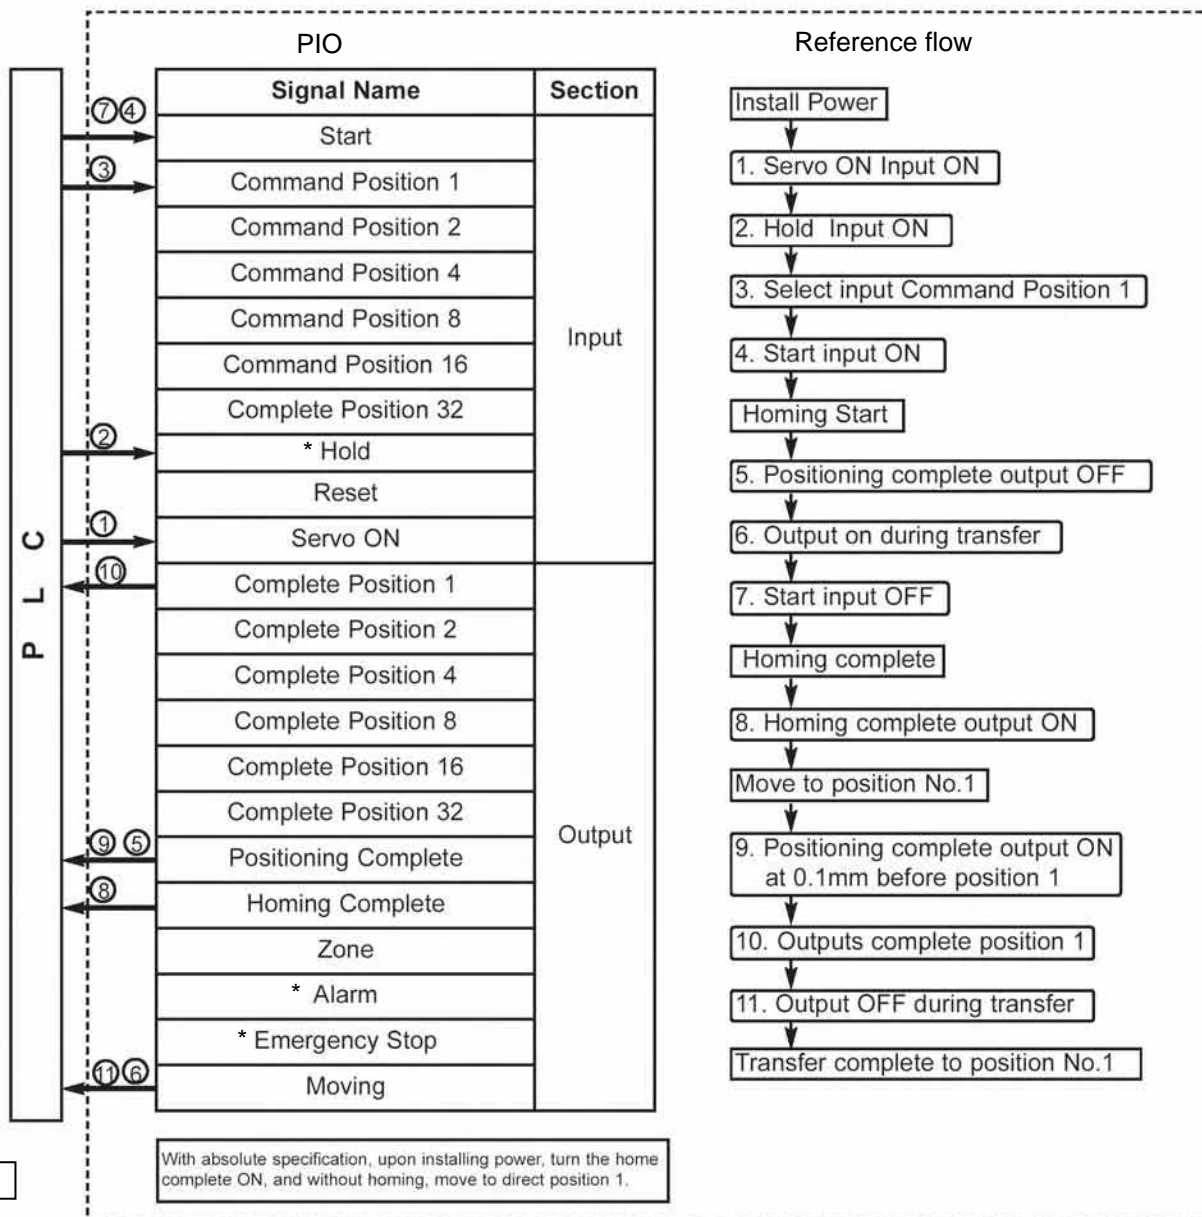 PIO
Reference flow
P L C
Signal Name Section
⑦④
Start
③
Command Position 1
Command Position 2
Command Position 4
Command Position 8
Command Position 16
Complete Position 32
②
* Hold
Reset
①
Servo ON
Input
⑩
Complete Position 1
Complete Position 2
Complete Position 4
Complete Position 8
Complete Position 16
Complete Position 32
⑨ ⑤
Positioning Complete
⑧
Homing Complete
Zone
* Alarm
* Emergency Stop
⑪⑥
Moving
Output
With absolute specification, upon installing power, turn the home
complete ON, and without homing, move to direct position 1.
Install Power
1. Servo ON Input ON
2. Hold Input ON
3. Select input Command Position 1
4. Start input ON
Homing Start
5. Positioning complete output OFF
6. Output on during transfer
7. Start input OFF
Homing complete
8. Homing complete output ON
Move to position No.1
9. Positioning complete output ON
at 0.1mm before position 1
10. Outputs complete position 1
11. Output OFF during transfer
Transfer complete to position No.1